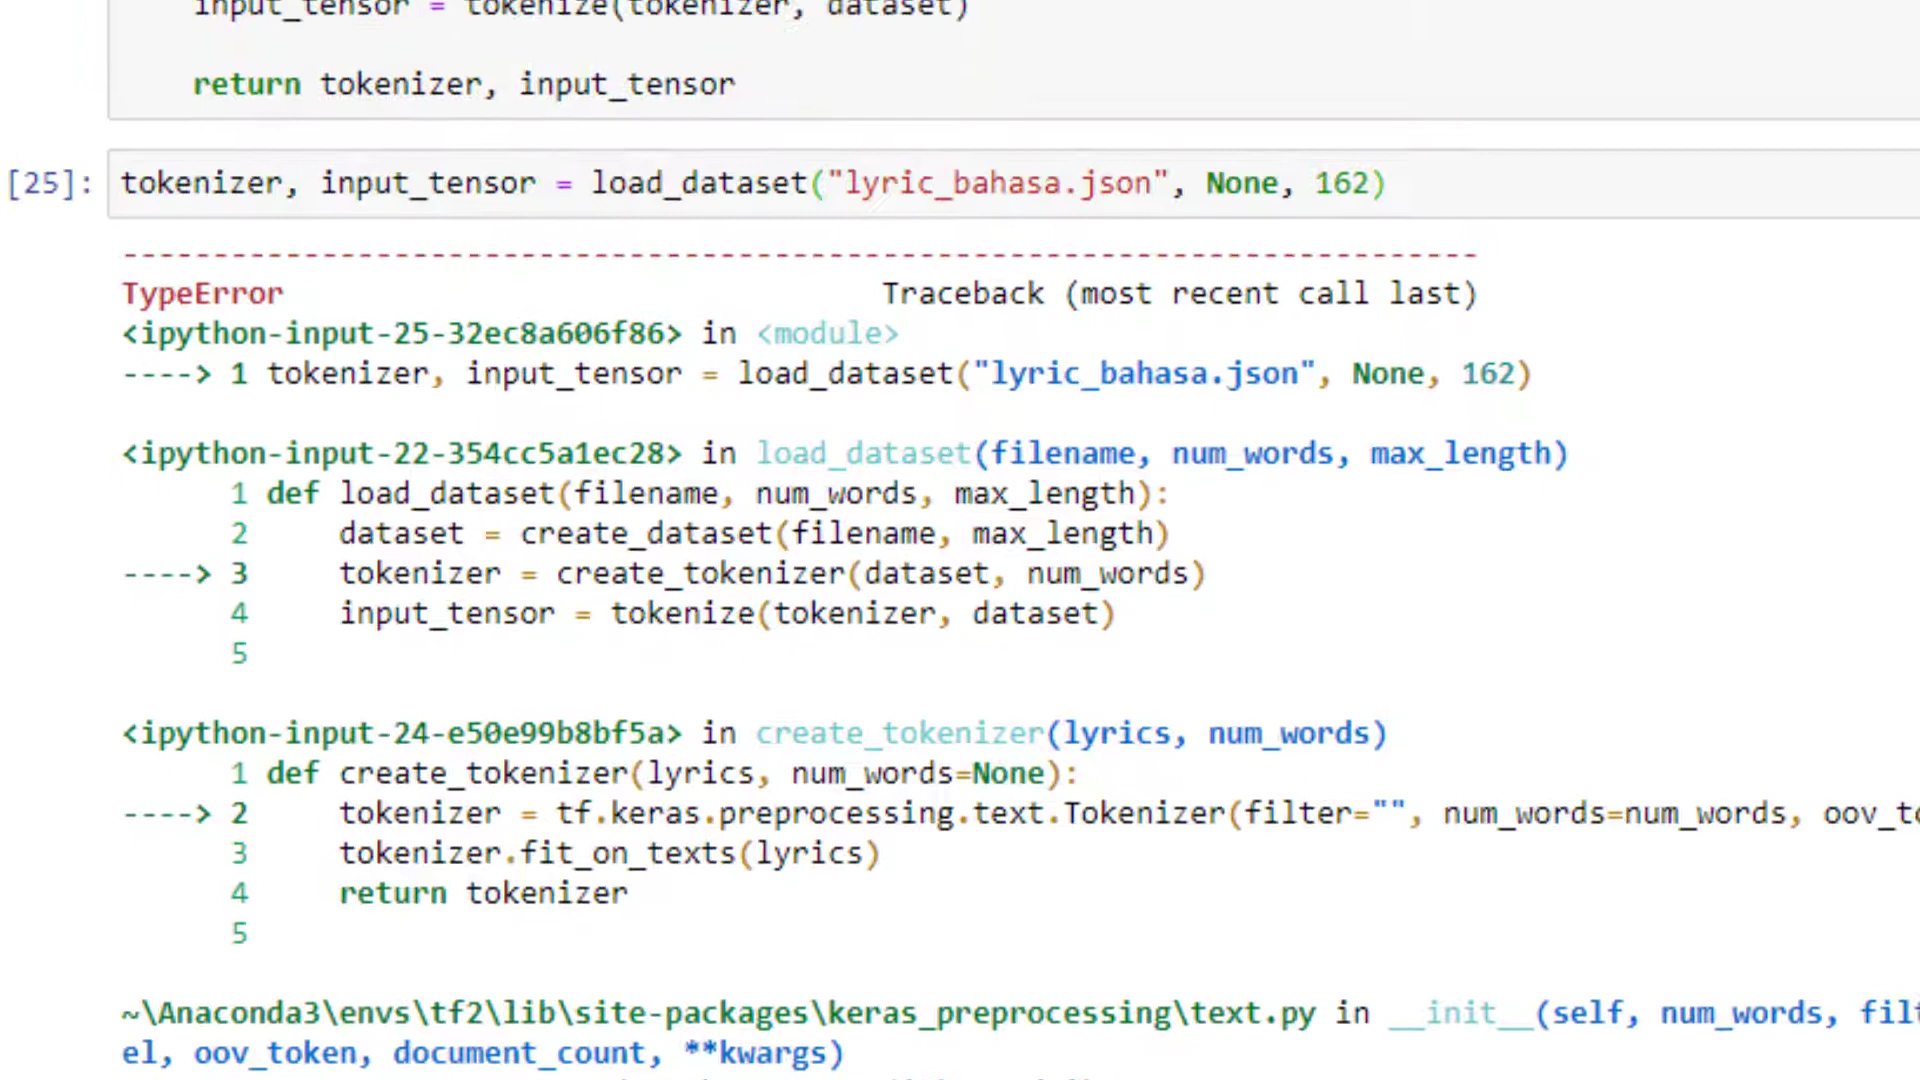 input_tensor = tokenize(tokenizer, dataset)
return tokenizer, input_tensor
[25]: tokenizer, input_tensor = load_dataset("lyric_bahasa.json", None, 162)
---------------------------------------------------------------------------
TypeError                                 Traceback (most recent call last)
<ipython-input-25-32ec8a606f86> in <module>
----> 1 tokenizer, input_tensor = load_dataset("lyric_bahasa.json", None, 162)
<ipython-input-22-354cc5a1ec28> in load_dataset(filename, num_words, max_length)
      1 def load_dataset(filename, num_words, max_length):
      2     dataset = create_dataset(filename, max_length)
----> 3     tokenizer = create_tokenizer(dataset, num_words)
      4     input_tensor = tokenize(tokenizer, dataset)
      5
<ipython-input-24-e50e99b8bf5a> in create_tokenizer(lyrics, num_words)
      1 def create_tokenizer(lyrics, num_words=None):
----> 2     tokenizer = tf.keras.preprocessing.text.Tokenizer(filter="", num_words=num_words, oov_to
      3     tokenizer.fit_on_texts(lyrics)
      4     return tokenizer
      5
~\Anaconda3\envs\tf2\lib\site-packages\keras_preprocessing\text.py in __init__(self, num_words, filt
el, oov_token, document_count, **kwargs)